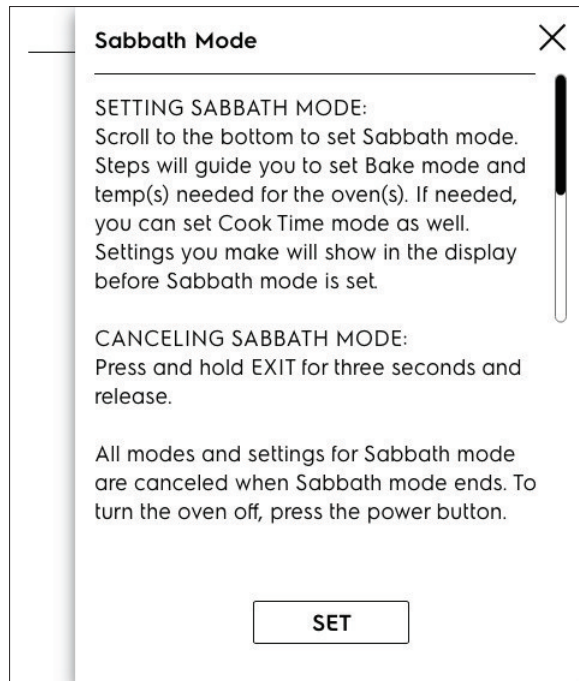 Sabbath Mode
SETTING SABBATH MODE:
Scroll to the bottom to set Sabbath mode.
Steps will guide you to set Bake mode and
temp(s) needed for the oven(s). If needed,
you can set Cook Time mode as well.
Settings you make will show in the display
before Sabbath mode is set.
CANCELING SABBATH MODE:
Press and hold EXIT for three seconds and
release.
All modes and settings for Sabbath mode
are canceled when Sabbath mode ends. To
turn the oven off, press the power button.
SET